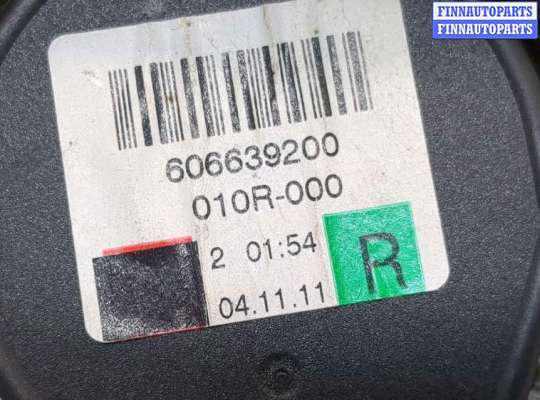 FINNAUTOPARTS
FINNAUTOPARTS
606639200
010R-000
2 01:54
R
04.11.11